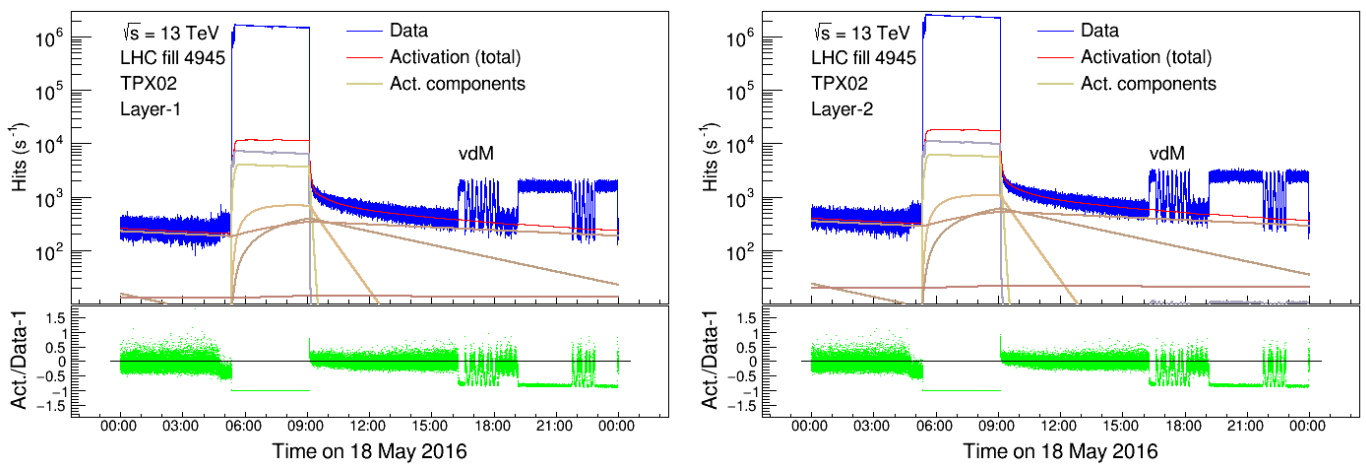 √s = 13 TeV
LHC fill 4945
TPX02
Layer-1
Data
Activation (total)
Act. components
vdM
Hits (s⁻¹)
10⁶
10⁵
10⁴
10³
10²
Act./Data-1
1.5
1
0.5
0
−0.5
−1
−1.5
00:00 03:00 06:00 09:00 12:00 15:00 18:00 21:00 00:00
Time on 18 May 2016
√s = 13 TeV
LHC fill 4945
TPX02
Layer-2
Data
Activation (total)
Act. components
vdM
Hits (s⁻¹)
10⁶
10⁵
10⁴
10³
10²
Act./Data-1
1.5
1
0.5
0
−0.5
−1
−1.5
00:00 03:00 06:00 09:00 12:00 15:00 18:00 21:00 00:00
Time on 18 May 2016